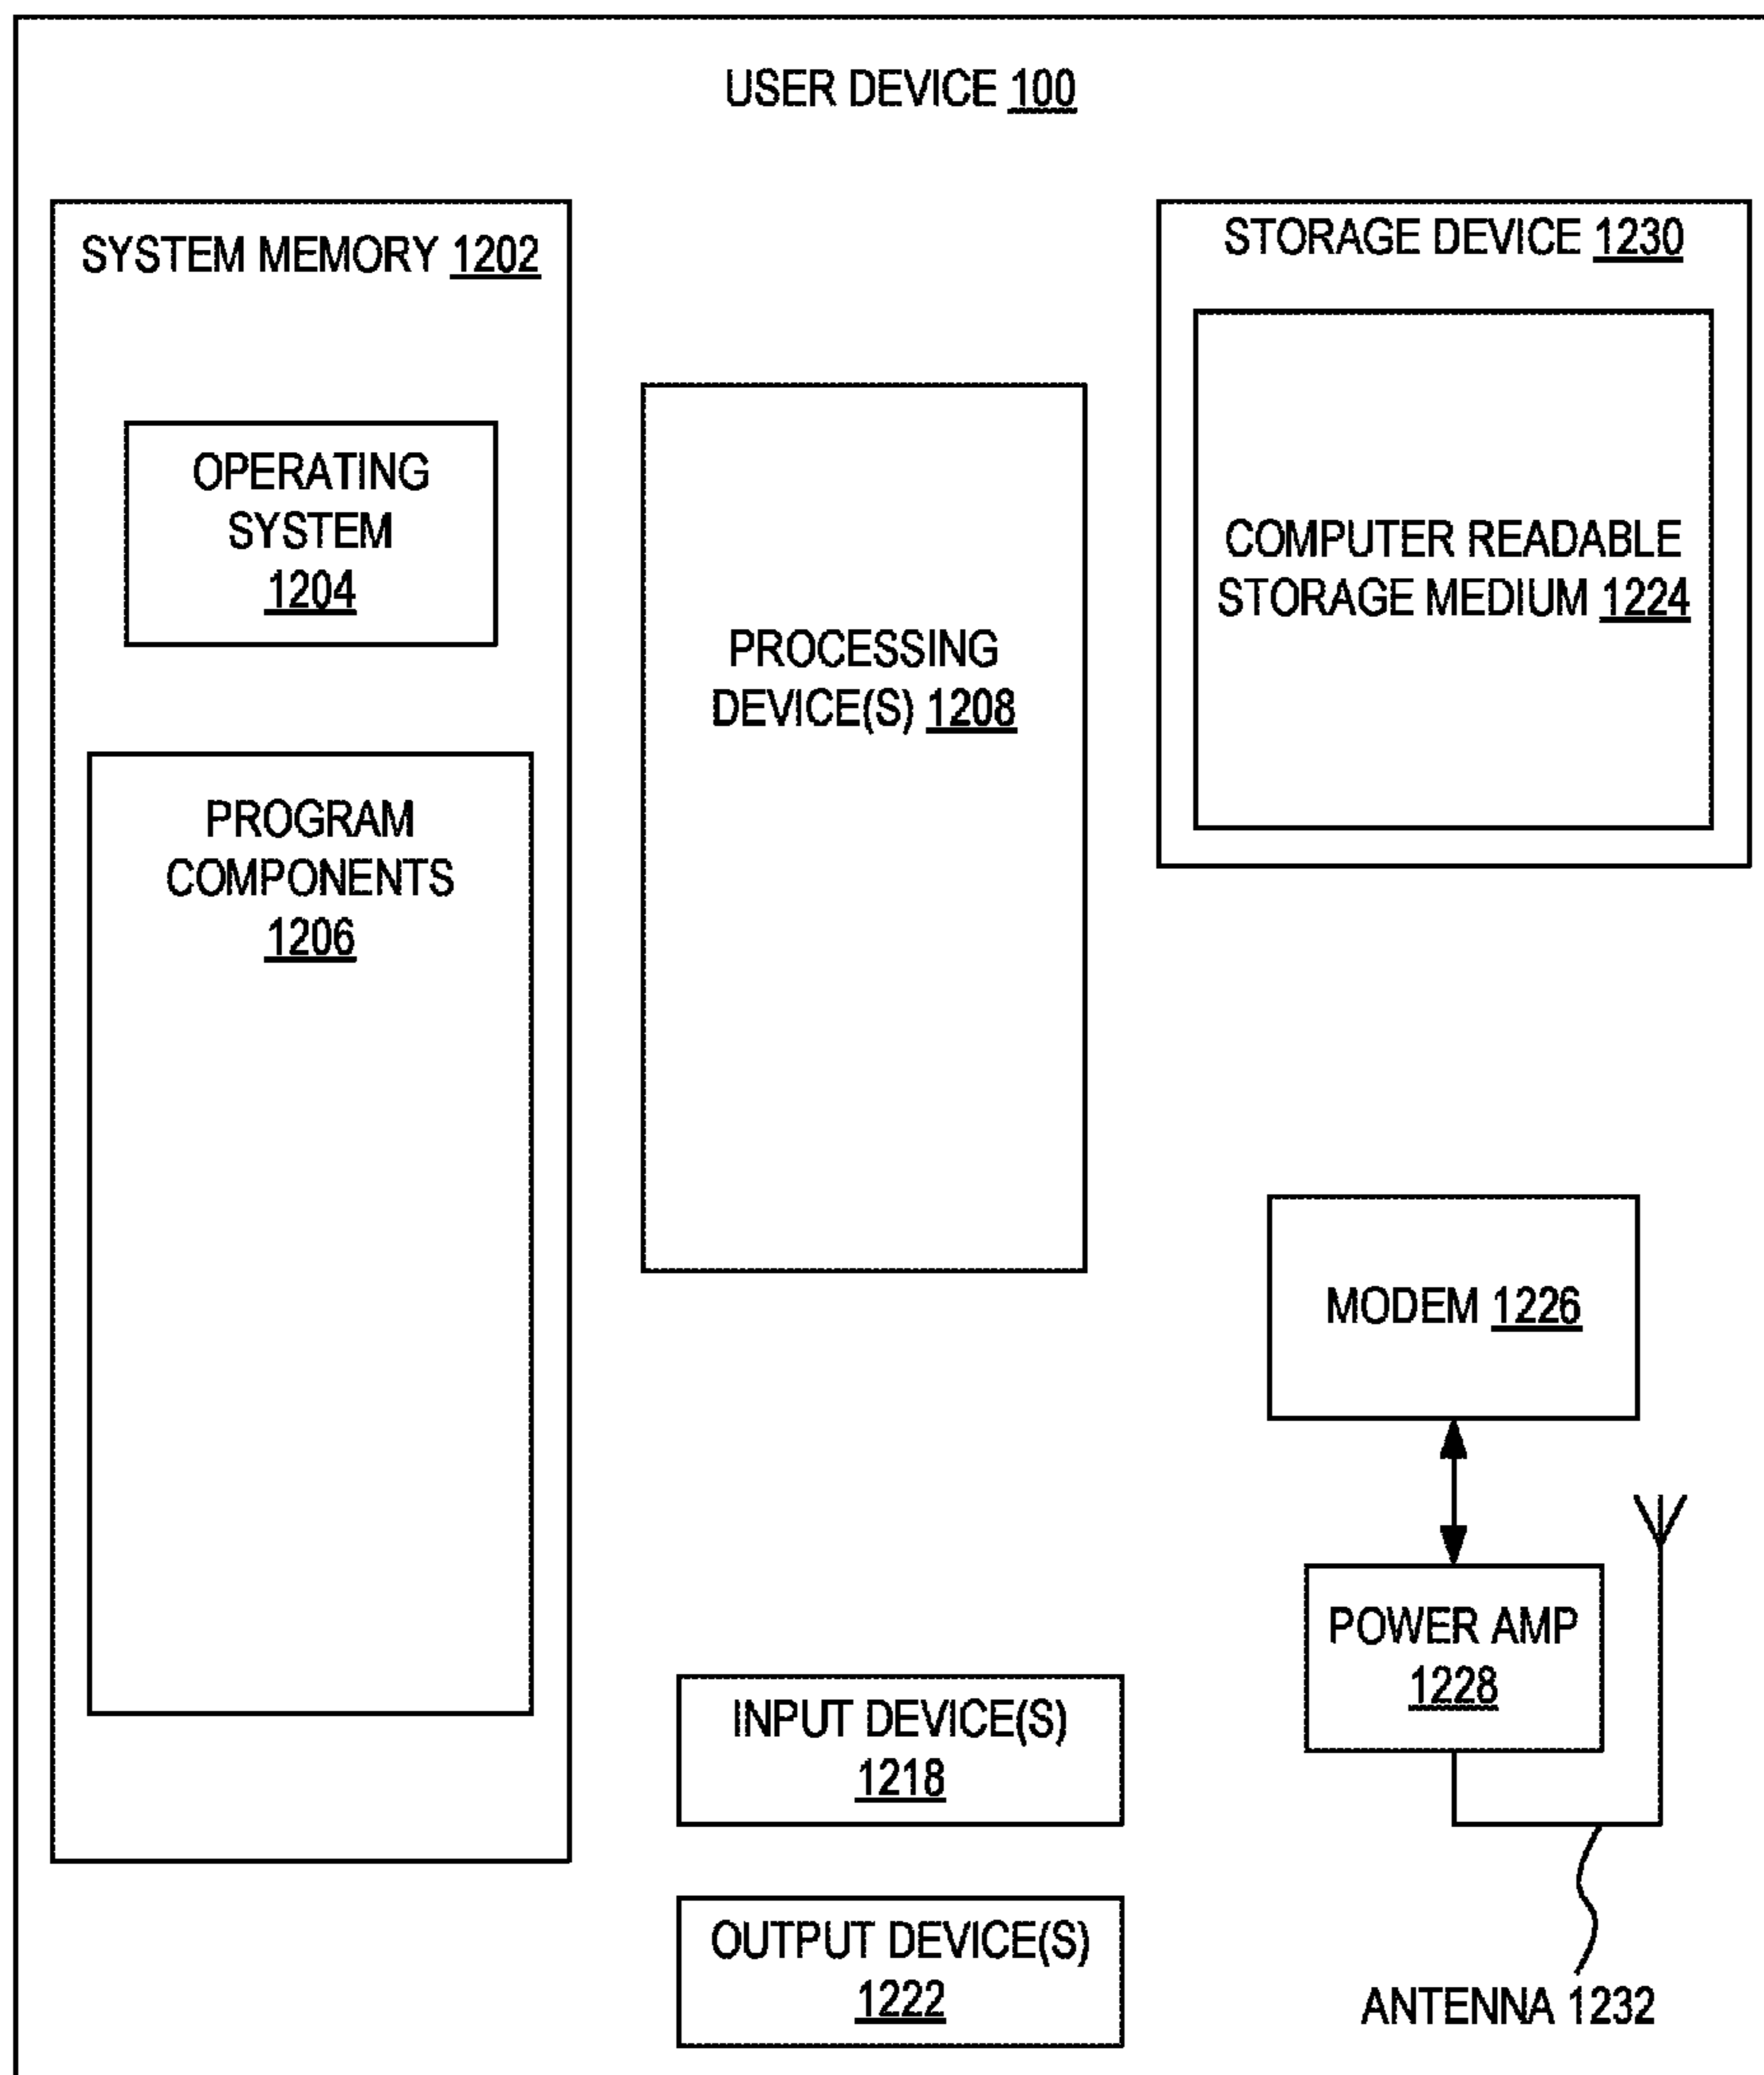 USER DEVICE 100
SYSTEM MEMORY 1202
OPERATING
SYSTEM
1204
PROGRAM
COMPONENTS
1206
PROCESSING
DEVICE(S) 1208
STORAGE DEVICE 1230
COMPUTER READABLE
STORAGE MEDIUM 1224
MODEM 1226
POWER AMP
1228
INPUT DEVICE(S)
1218
OUTPUT DEVICE(S)
1222
ANTENNA 1232